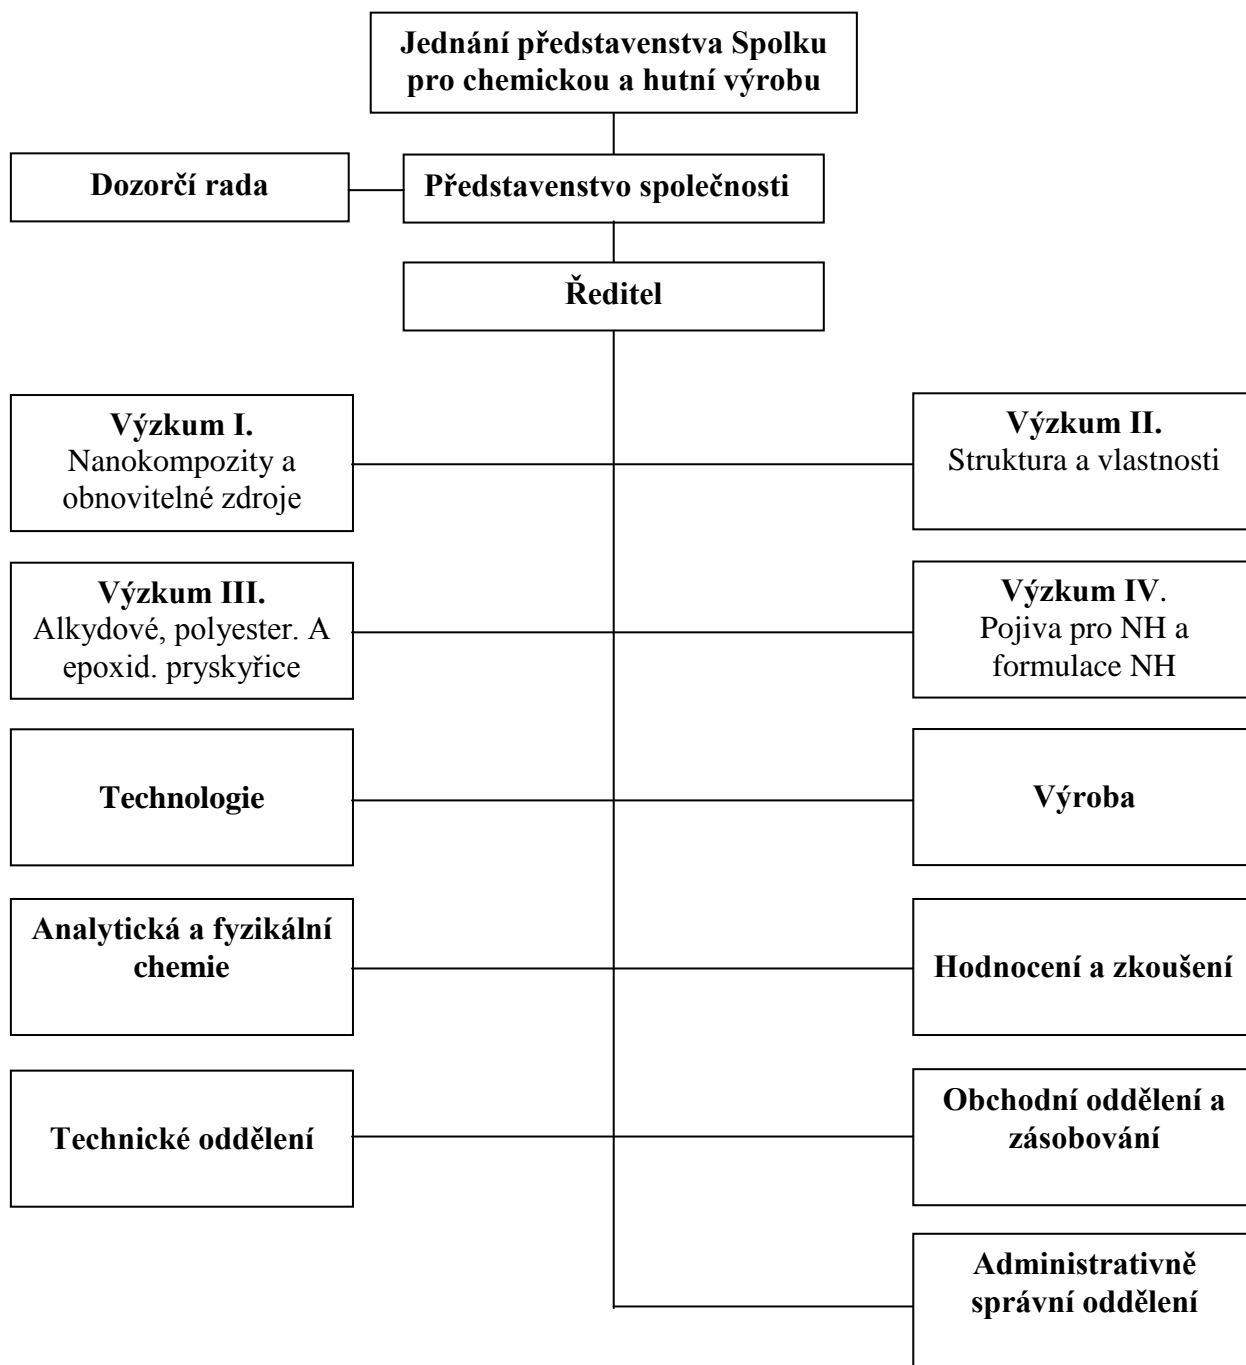 Jednání představenstva Spolku
pro chemickou a hutní výrobu
Dozorčí rada
Představenstvo společnosti
Ředitel
Výzkum I.
Nanokompozity a
obnovitelné zdroje
Výzkum II.
Struktura a vlastnosti
Výzkum III.
Alkydové, polyester. A
epoxid. pryskyřice
Výzkum IV.
Pojiva pro NH a
formulace NH
Technologie
Výroba
Analytická a fyzikální
chemie
Hodnocení a zkoušení
Technické oddělení
Obchodní oddělení a
zásobování
Administrativně
správní oddělení